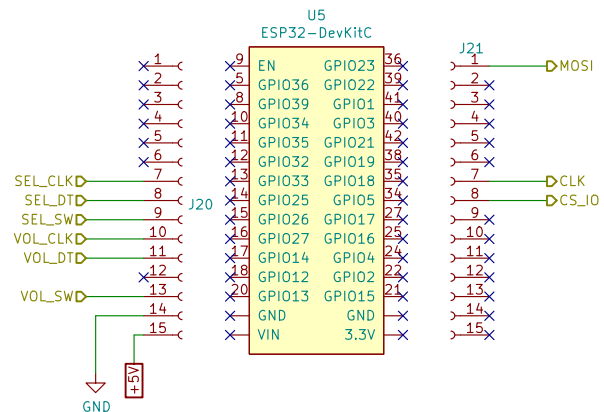 U5
ESP32-DevKitC
J21
1 9 EN GPIO23 36 1 MOSI
2 5 GPIO36 GPIO22 39 2
3 8 GPIO39 GPIO1 41 3
4 10 GPIO34 GPIO3 40 4
5 11 GPIO35 GPIO21 42 5
6 12 GPIO32 GPIO19 38 6
SEL_CLK 7 13 GPIO33 GPIO18 35 7 CLK
SEL_DT 8 14 GPIO25 GPIO5 34 8 CS_IO
J20
SEL_SW 9 15 GPIO26 GPIO17 27 9
VOL_CLK 10 16 GPIO27 GPIO16 25 10
VOL_DT 11 17 GPIO14 GPIO4 24 11
12 18 GPIO12 GPIO2 22 12
VOL_SW 13 20 GPIO13 GPIO15 21 13
14 GND GND 14
15 VIN 3.3V 15
+5V
GND